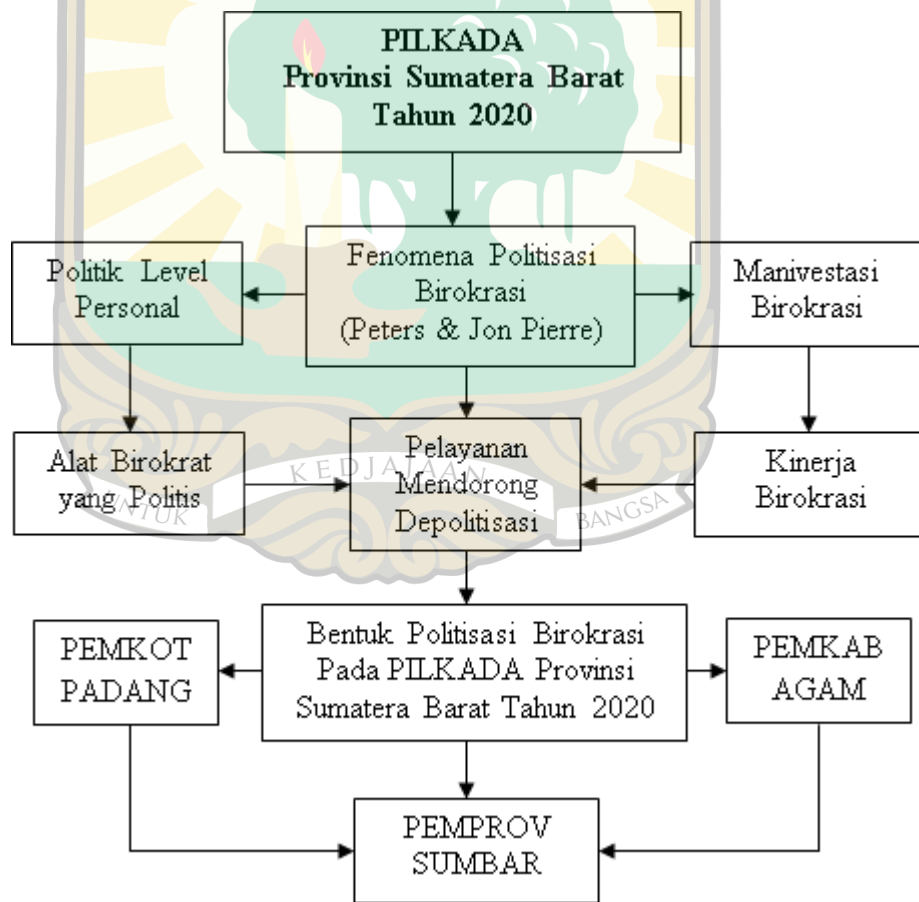 PILKADA
Provinsi Sumatera Barat
Tahun 2020
Politik Level
Personal
Fenomena Politisasi
Birokrasi
(Peters & Jon Pierre)
Manivestasi
Birokrasi
Alat Birokrat
yang Politis
Pelayanan
Mendorong
Depolitisasi
Kinerja
Birokrasi
UNTUK KEDJAJAAN BANGSA
PEMKOT
PADANG
Bentuk Politisasi Birokrasi
Pada PILKADA Provinsi
Sumatera Barat Tahun 2020
PEMKAB
AGAM
PEMPROV
SUMBAR